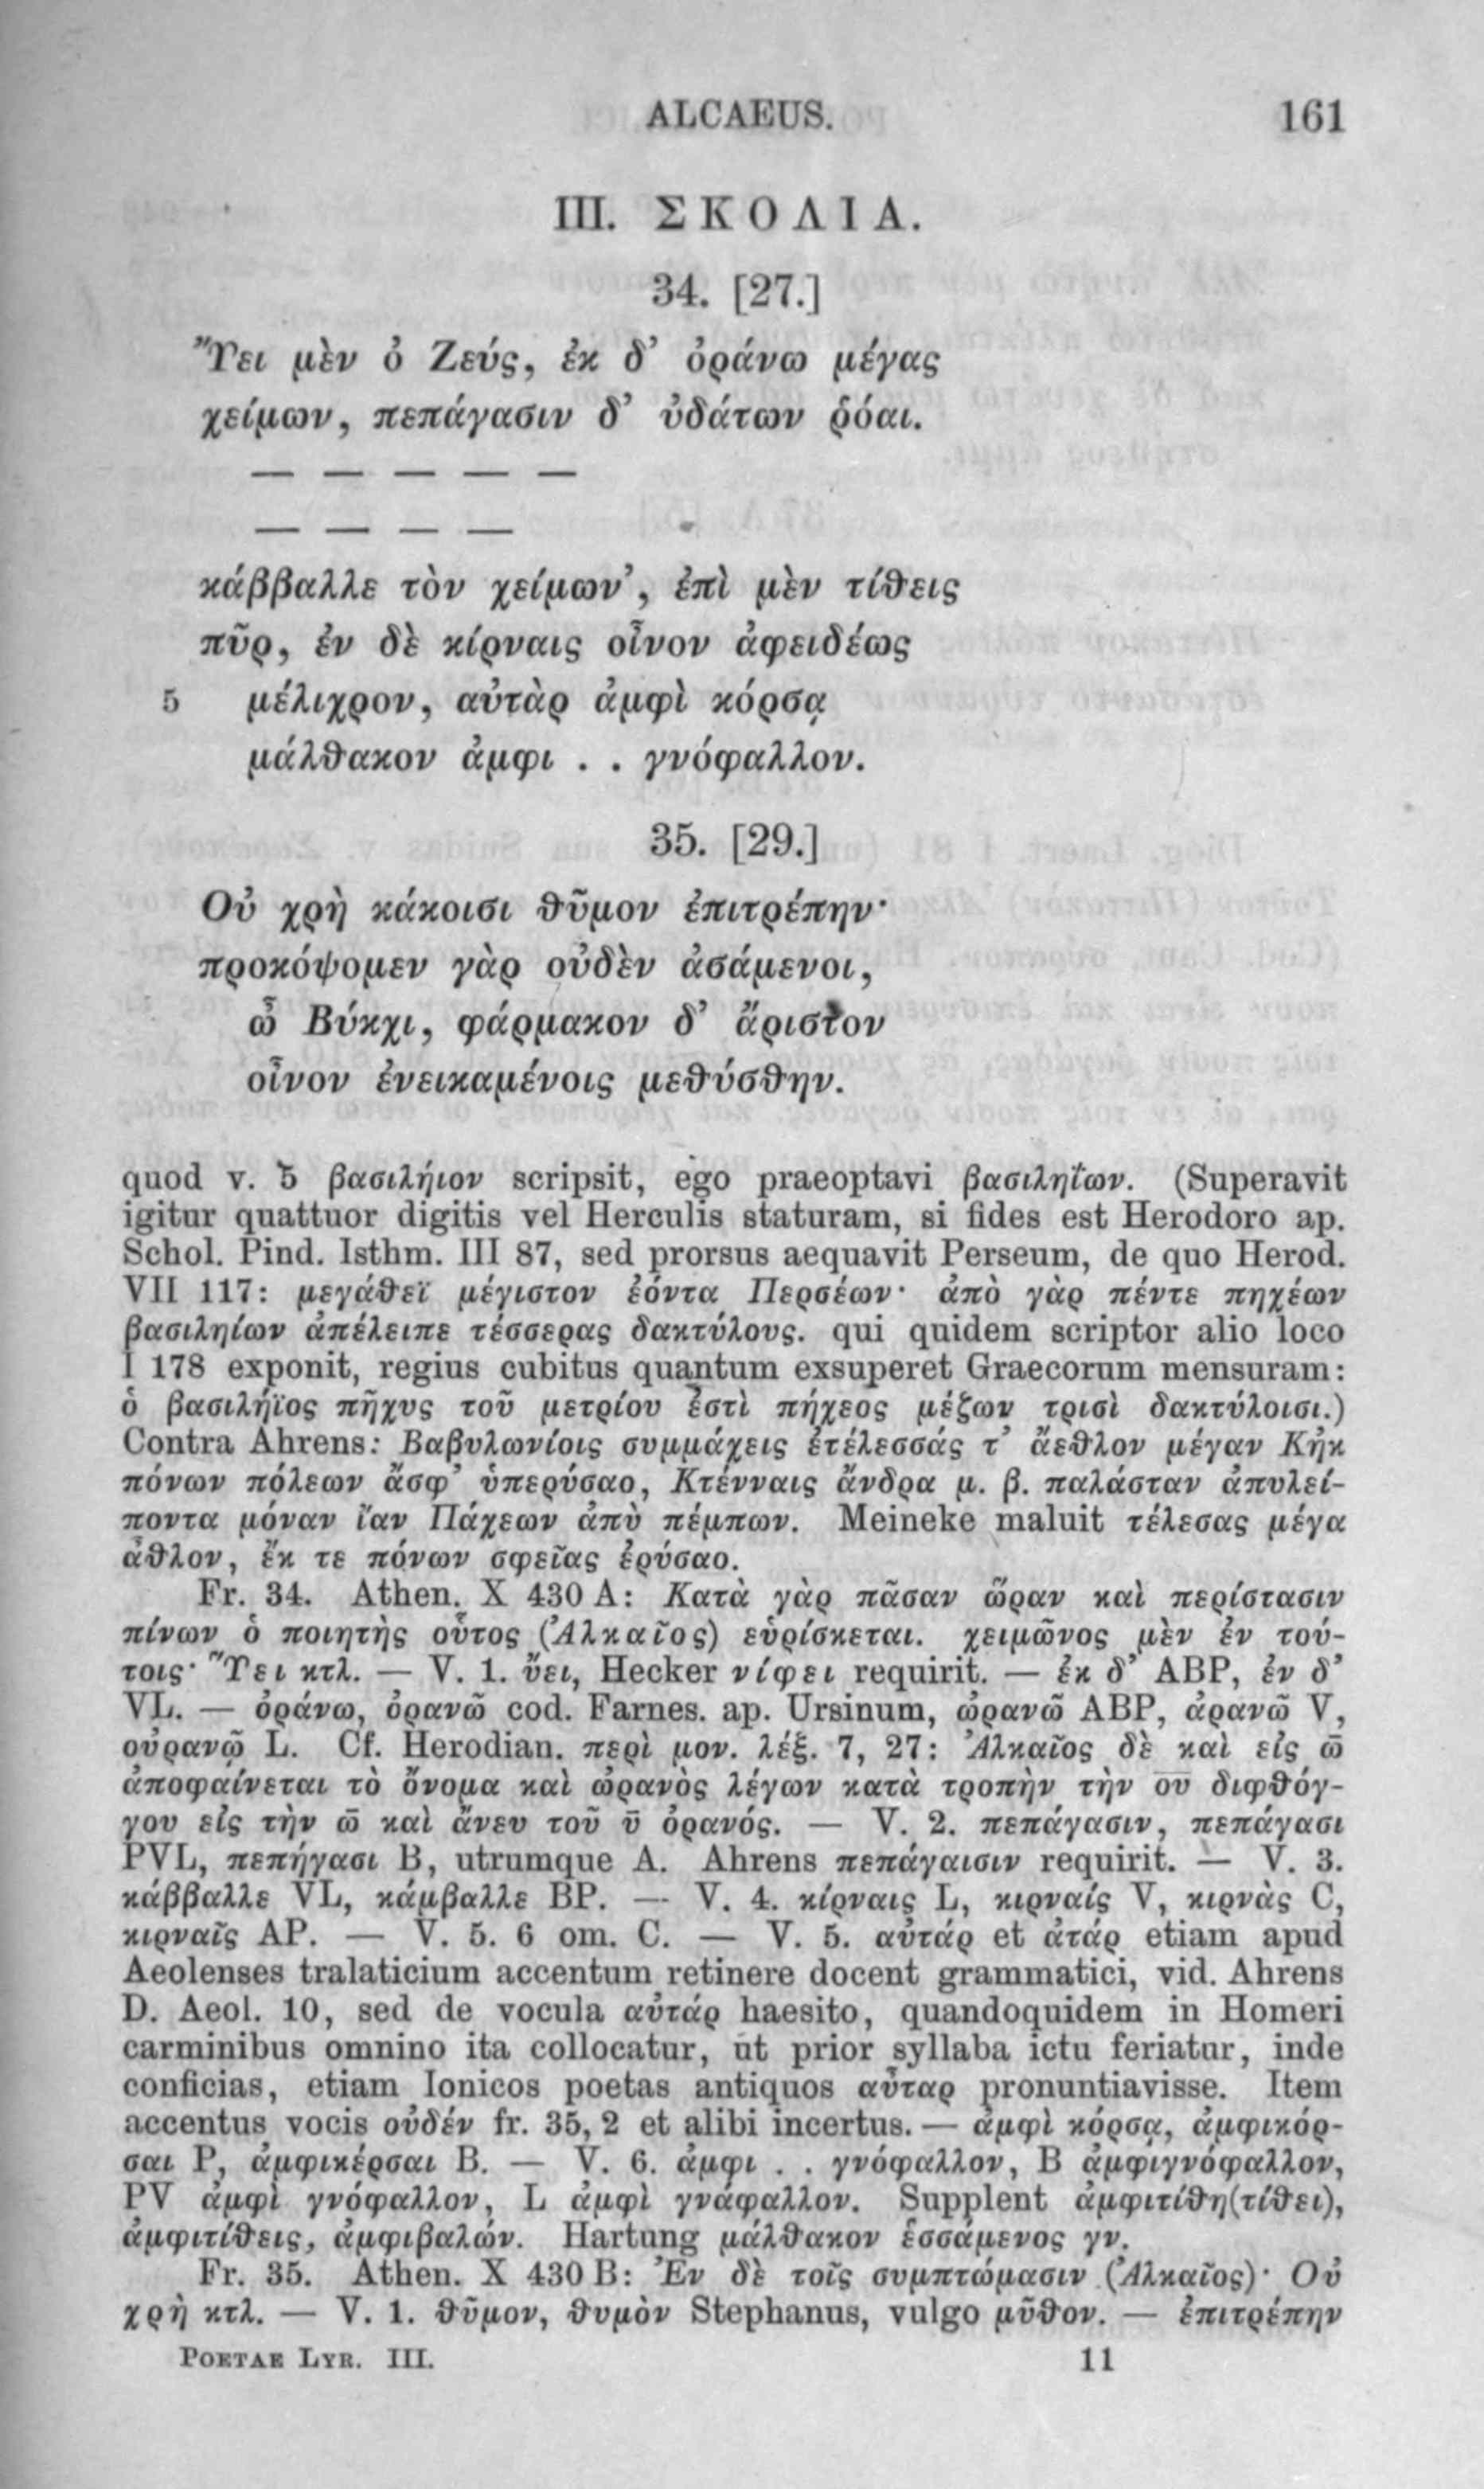 ALCAEUS. 161
III. ΣΚΟΛΙΑ.
34. [27.]
Ὕει μὲν ὀ Ζεύς, ἐκ δ' ὀράνω μέγας
χείμων, πεπάγασιν δ' ὐδάτων ῤόαι.
— — — — —
— — — —
κάββαλλε τὸν χείμων', ἐπὶ μὲν τίθεις
πῦρ, ἐν δὲ κίρναις οἶνον ἀφειδέως
5 μέλιχρον, αὐτὰρ ἀμφὶ κόρσᾳ
μάλθακον ἀμφι . . γνόφαλλον.
35. [29.]
Οὐ χρὴ κάκοισι θῦμον ἐπιτρέπην·
προκόψομεν γὰρ οὐδὲν ἀσάμενοι,
ὦ Βύκχι, φάρμακον δ' ἄριστον
οἶνον ἐνεικαμένοις μεθύσθην.
quod v. 5 βασιλήιον scripsit, ego praeoptavi βασιληΐων. (Superavit
igitur quattuor digitis vel Herculis staturam, si fides est Herodoro ap.
Schol. Pind. Isthm. III 87, sed prorsus aequavit Perseum, de quo Herod.
VII 117: μεγάθεϊ μέγιστον ἐόντα Περσέων· ἀπὸ γὰρ πέντε πηχέων
βασιληίων ἀπέλειπε τέσσερας δακτύλους. qui quidem scriptor alio loco
I 178 exponit, regius cubitus quantum exsuperet Graecorum mensuram:
ὁ βασιλήϊος πῆχυς τοῦ μετρίου ἐστὶ πήχεος μέζων τρισὶ δακτύλοισι.)
Contra Ahrens: Βαβυλωνίοις συμμάχεις ἐτέλεσσάς τ' ἄεθλον μέγαν Κἠκ
πόνων πόλεων ἄσφ' ὑπερύσαο, Κτένναις ἄνδρα μ. β. παλάσταν ἀπυλεί-
ποντα μόναν ἴαν Πάχεων ἀπὺ πέμπων. Meineke maluit τέλεσας μέγα
ἆθλον, ἔκ τε πόνων σφεῖας ἐρύσαο.
Fr. 34. Athen. X 430 A: Κατὰ γὰρ πᾶσαν ὥραν καὶ περίστασιν
πίνων ὁ ποιητὴς οὗτος (Ἀλκαῖος) εὑρίσκεται. χειμῶνος μὲν ἐν τού-
τοις· Ὕει κτλ. — V. 1. ὕει, Hecker νίφει requirit. — ἐκ δ' ABP, ἐν δ'
VL. — ὀράνω, ὀρανῶ cod. Farnes. ap. Ursinum, ὠρανῶ ABP, ἀρανῶ V,
οὐρανῷ L. Cf. Herodian. περὶ μον. λέξ. 7, 27: Ἀλκαῖος δὲ καὶ εἰς ω̄
ἀποφαίνεται τὸ ὄνομα καὶ ὠρανὸς λέγων κατὰ τροπὴν τὴν ου διφθόγ-
γου εἰς τὴν ω̄ καὶ ἄνευ τοῦ ῡ ὀρανός. — V. 2. πεπάγασιν, πεπάγασι
PVL, πεπήγασι B, utrumque A. Ahrens πεπάγαισιν requirit. — V. 3.
κάββαλλε VL, κάμβαλλε BP. — V. 4. κίρναις L, κιρναίς V, κιρνὰς C,
κιρναῖς AP. — V. 5. 6 om. C. — V. 5. αὐτάρ et ἀτάρ etiam apud
Aeolenses tralaticium accentum retinere docent grammatici, vid. Ahrens
D. Aeol. 10, sed de vocula αὐτάρ haesito, quandoquidem in Homeri
carminibus omnino ita collocatur, ut prior syllaba ictu feriatur, inde
conficias, etiam Ionicos poetas antiquos αὖταρ pronuntiavisse. Item
accentus vocis οὐδέν fr. 35, 2 et alibi incertus. — ἀμφὶ κόρσᾳ, ἀμφικόρ-
σαι P, ἀμφικέρσαι B. — V. 6. ἀμφι . . γνόφαλλον, B ἀμφιγνόφαλλον,
PV ἀμφὶ γνόφαλλον, L ἀμφὶ γνάφαλλον. Supplent ἀμφιτίθη(τίθει),
ἀμφιτίθεις, ἀμφιβαλών. Hartung μάλθακον ἑσσάμενος γν.
Fr. 35. Athen. X 430 B: Ἐν δὲ τοῖς συμπτώμασιν (Ἀλκαῖος)· Οὐ
χρὴ κτλ. — V. 1. θῦμον, θυμὸν Stephanus, vulgo μῦθον. — ἐπιτρέπην
POETAE LYR. III. 11